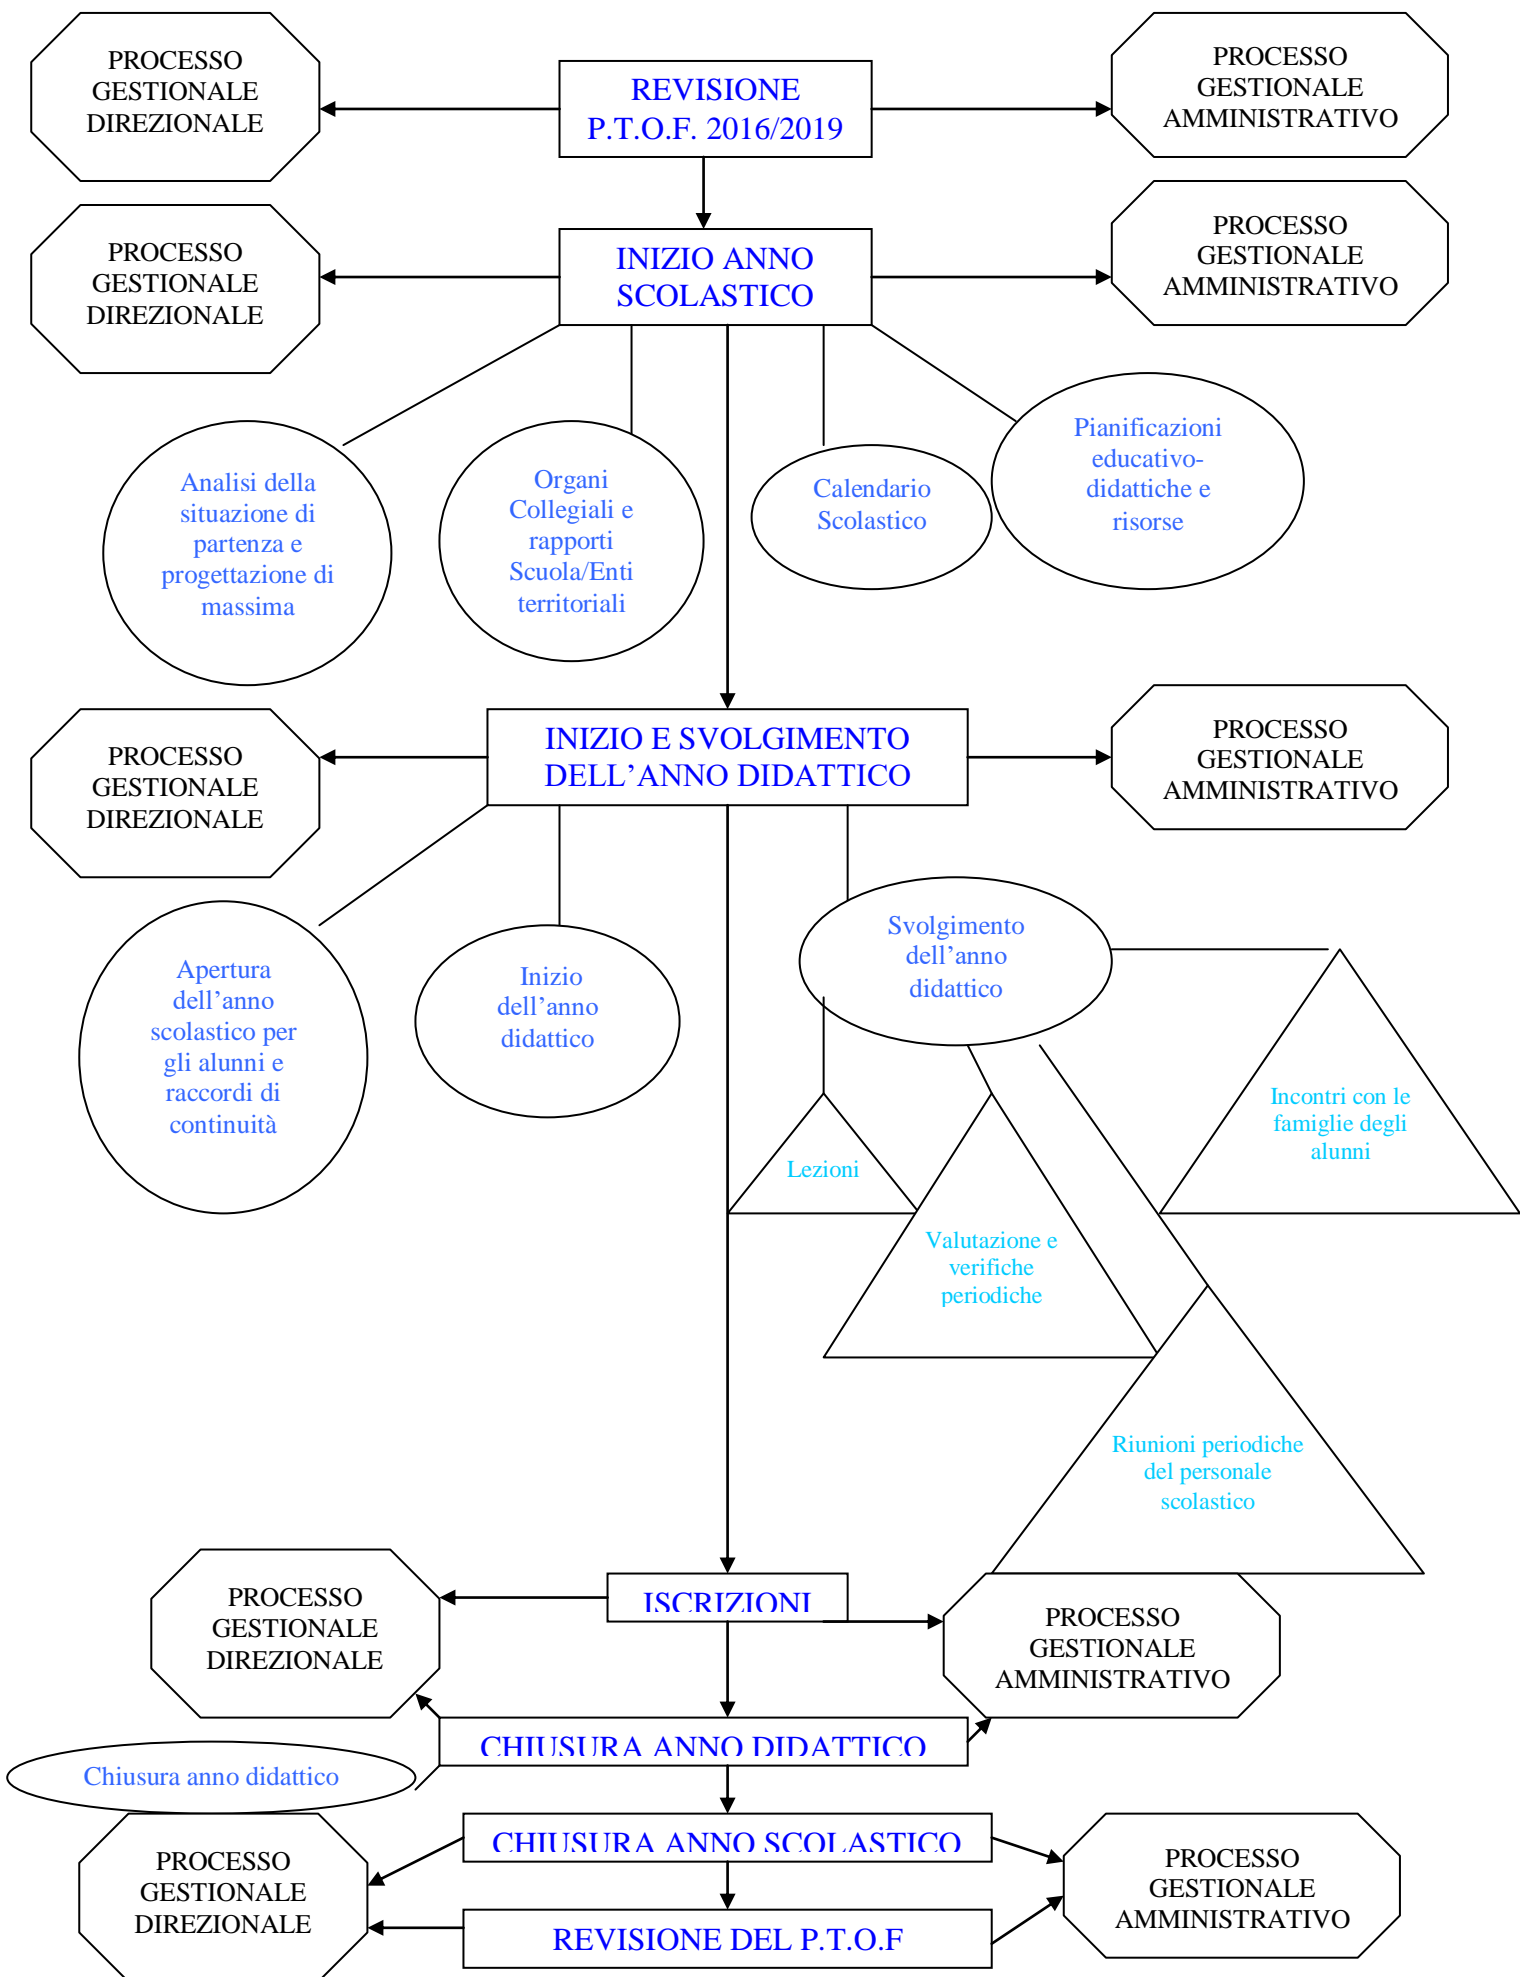 PROCESSO
GESTIONALE
DIREZIONALE
REVISIONE
P.T.O.F. 2016/2019
PROCESSO
GESTIONALE
AMMINISTRATIVO
PROCESSO
GESTIONALE
DIREZIONALE
INIZIO ANNO
SCOLASTICO
PROCESSO
GESTIONALE
AMMINISTRATIVO
Analisi della
situazione di
partenza e
progettazione di
massima
Organi
Collegiali e
rapporti
Scuola/Enti
territoriali
Calendario
Scolastico
Pianificazioni
educativo-
didattiche e
risorse
PROCESSO
GESTIONALE
DIREZIONALE
INIZIO E SVOLGIMENTO
DELL’ANNO DIDATTICO
PROCESSO
GESTIONALE
AMMINISTRATIVO
Apertura
dell’anno
scolastico per
gli alunni e
raccordi di
continuità
Inizio
dell’anno
didattico
Svolgimento
dell’anno
didattico
Lezioni
Valutazione e
verifiche
periodiche
Incontri con le
famiglie degli
alunni
Riunioni periodiche
del personale
scolastico
PROCESSO
GESTIONALE
DIREZIONALE
ISCRIZIONI
PROCESSO
GESTIONALE
AMMINISTRATIVO
CHIUSURA ANNO DIDATTICO
Chiusura anno didattico
CHIUSURA ANNO SCOLASTICO
PROCESSO
GESTIONALE
DIREZIONALE
PROCESSO
GESTIONALE
AMMINISTRATIVO
REVISIONE DEL P.T.O.F